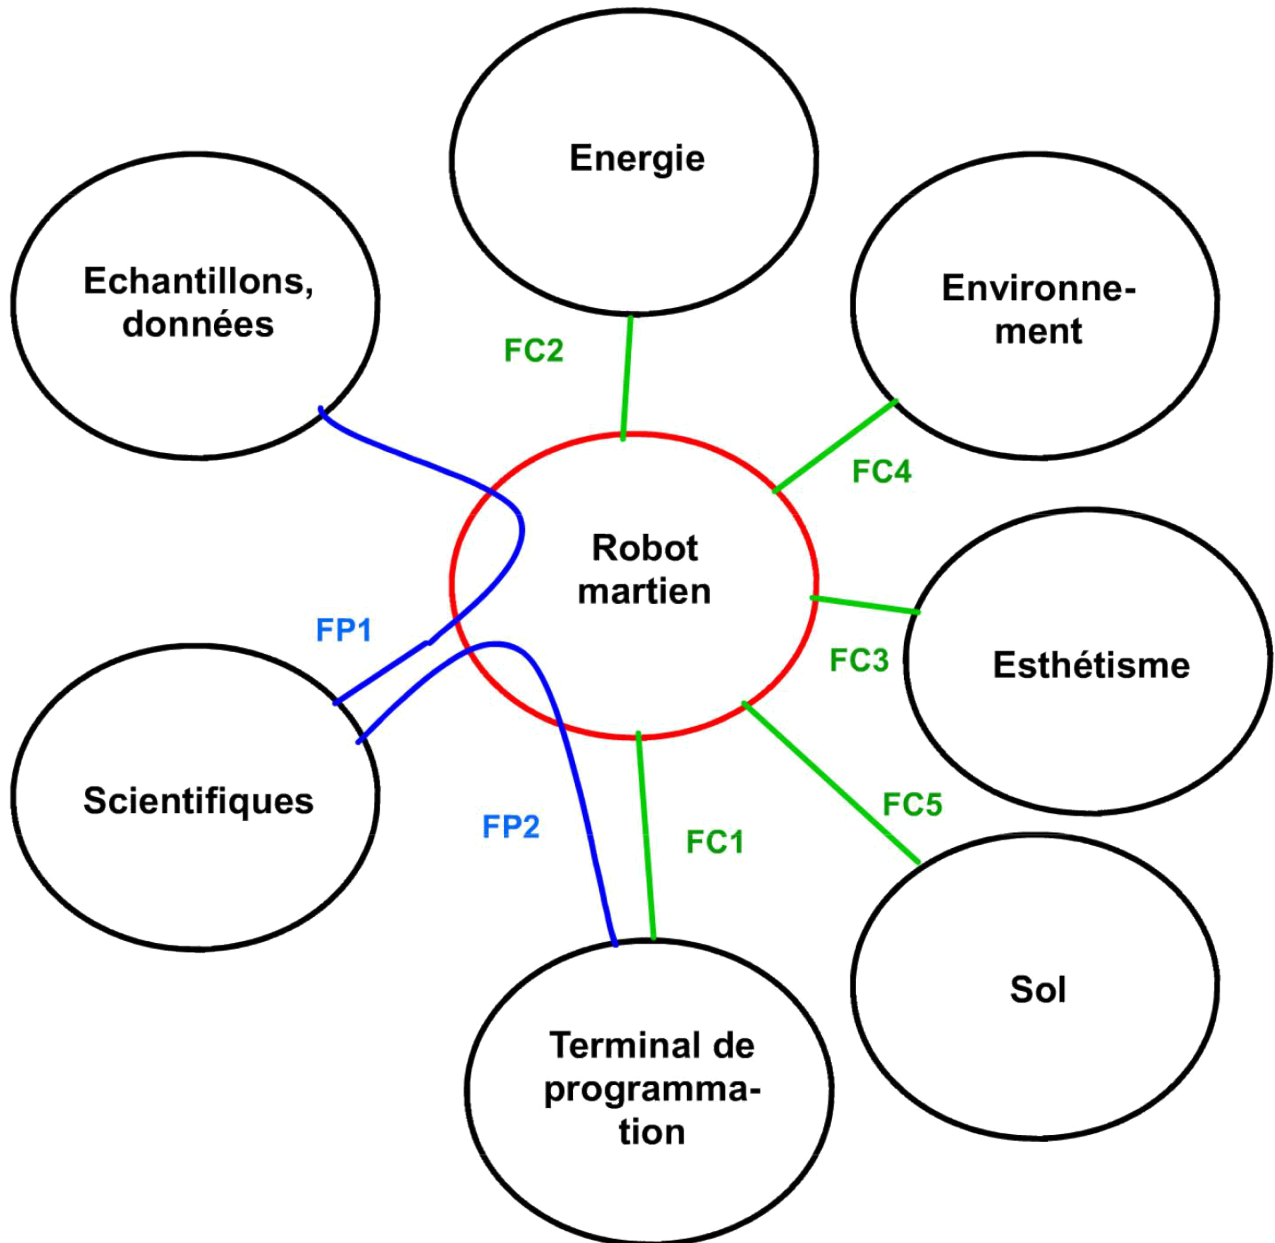 Energie
Echantillons,
données
Environne-
ment
FC2
FC4
Robot
martien
FP1
FC3
Esthétisme
Scientifiques
FP2
FC1
FC5
Sol
Terminal de
programma-
tion